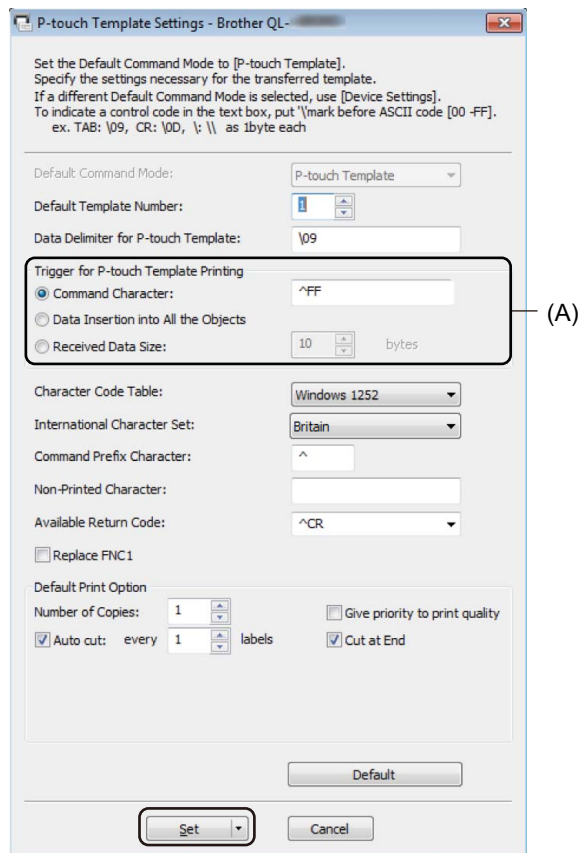 P-touch Template Settings - Brother QL-
Set the Default Command Mode to [P-touch Template].
Specify the settings necessary for the transferred template.
If a different Default Command Mode is selected, use [Device Settings].
To indicate a control code in the text box, put '\'mark before ASCII code [00 -FF].
ex. TAB: \09, CR: \0D, \: \\ as 1byte each
Default Command Mode: P-touch Template
Default Template Number: 1
Data Delimiter for P-touch Template: \09
Trigger for P-touch Template Printing
Command Character: ^FF
(A)
Data Insertion into All the Objects
Received Data Size: 10 bytes
Character Code Table: Windows 1252
International Character Set: Britain
Command Prefix Character: ^
Non-Printed Character:
Available Return Code: ^CR
Replace FNC1
Default Print Option
Number of Copies: 1 Give priority to print quality
Auto cut: every 1 labels Cut at End
Default
Set Cancel